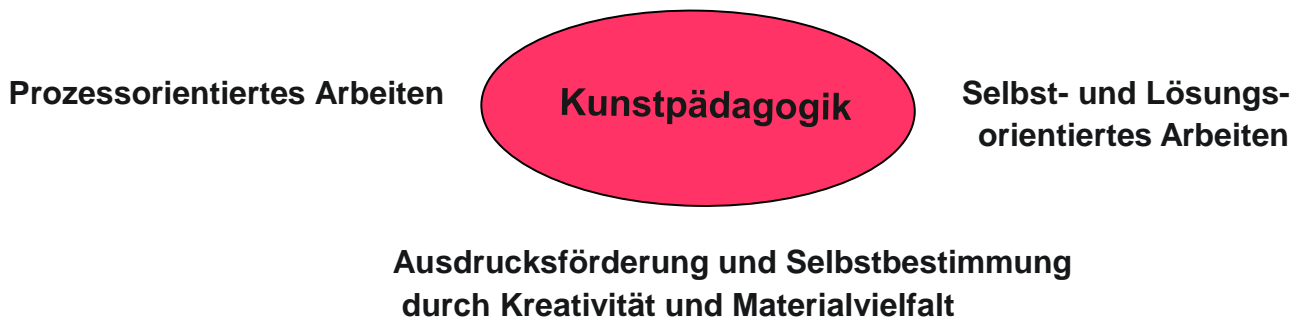 Prozessorientiertes Arbeiten
Kunstpädagogik
Selbst- und Lösungs-
orientiertes Arbeiten
Ausdrucksförderung und Selbstbestimmung
durch Kreativität und Materialvielfalt